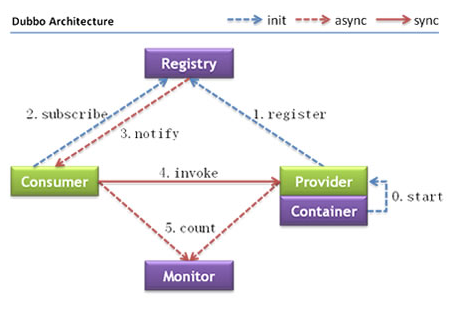 Dubbo Architecture
init
async
sync
Registry
2. subscribe
1. register
3. notify
Consumer
4. invoke
Provider
Container
0. start
5. count
Monitor